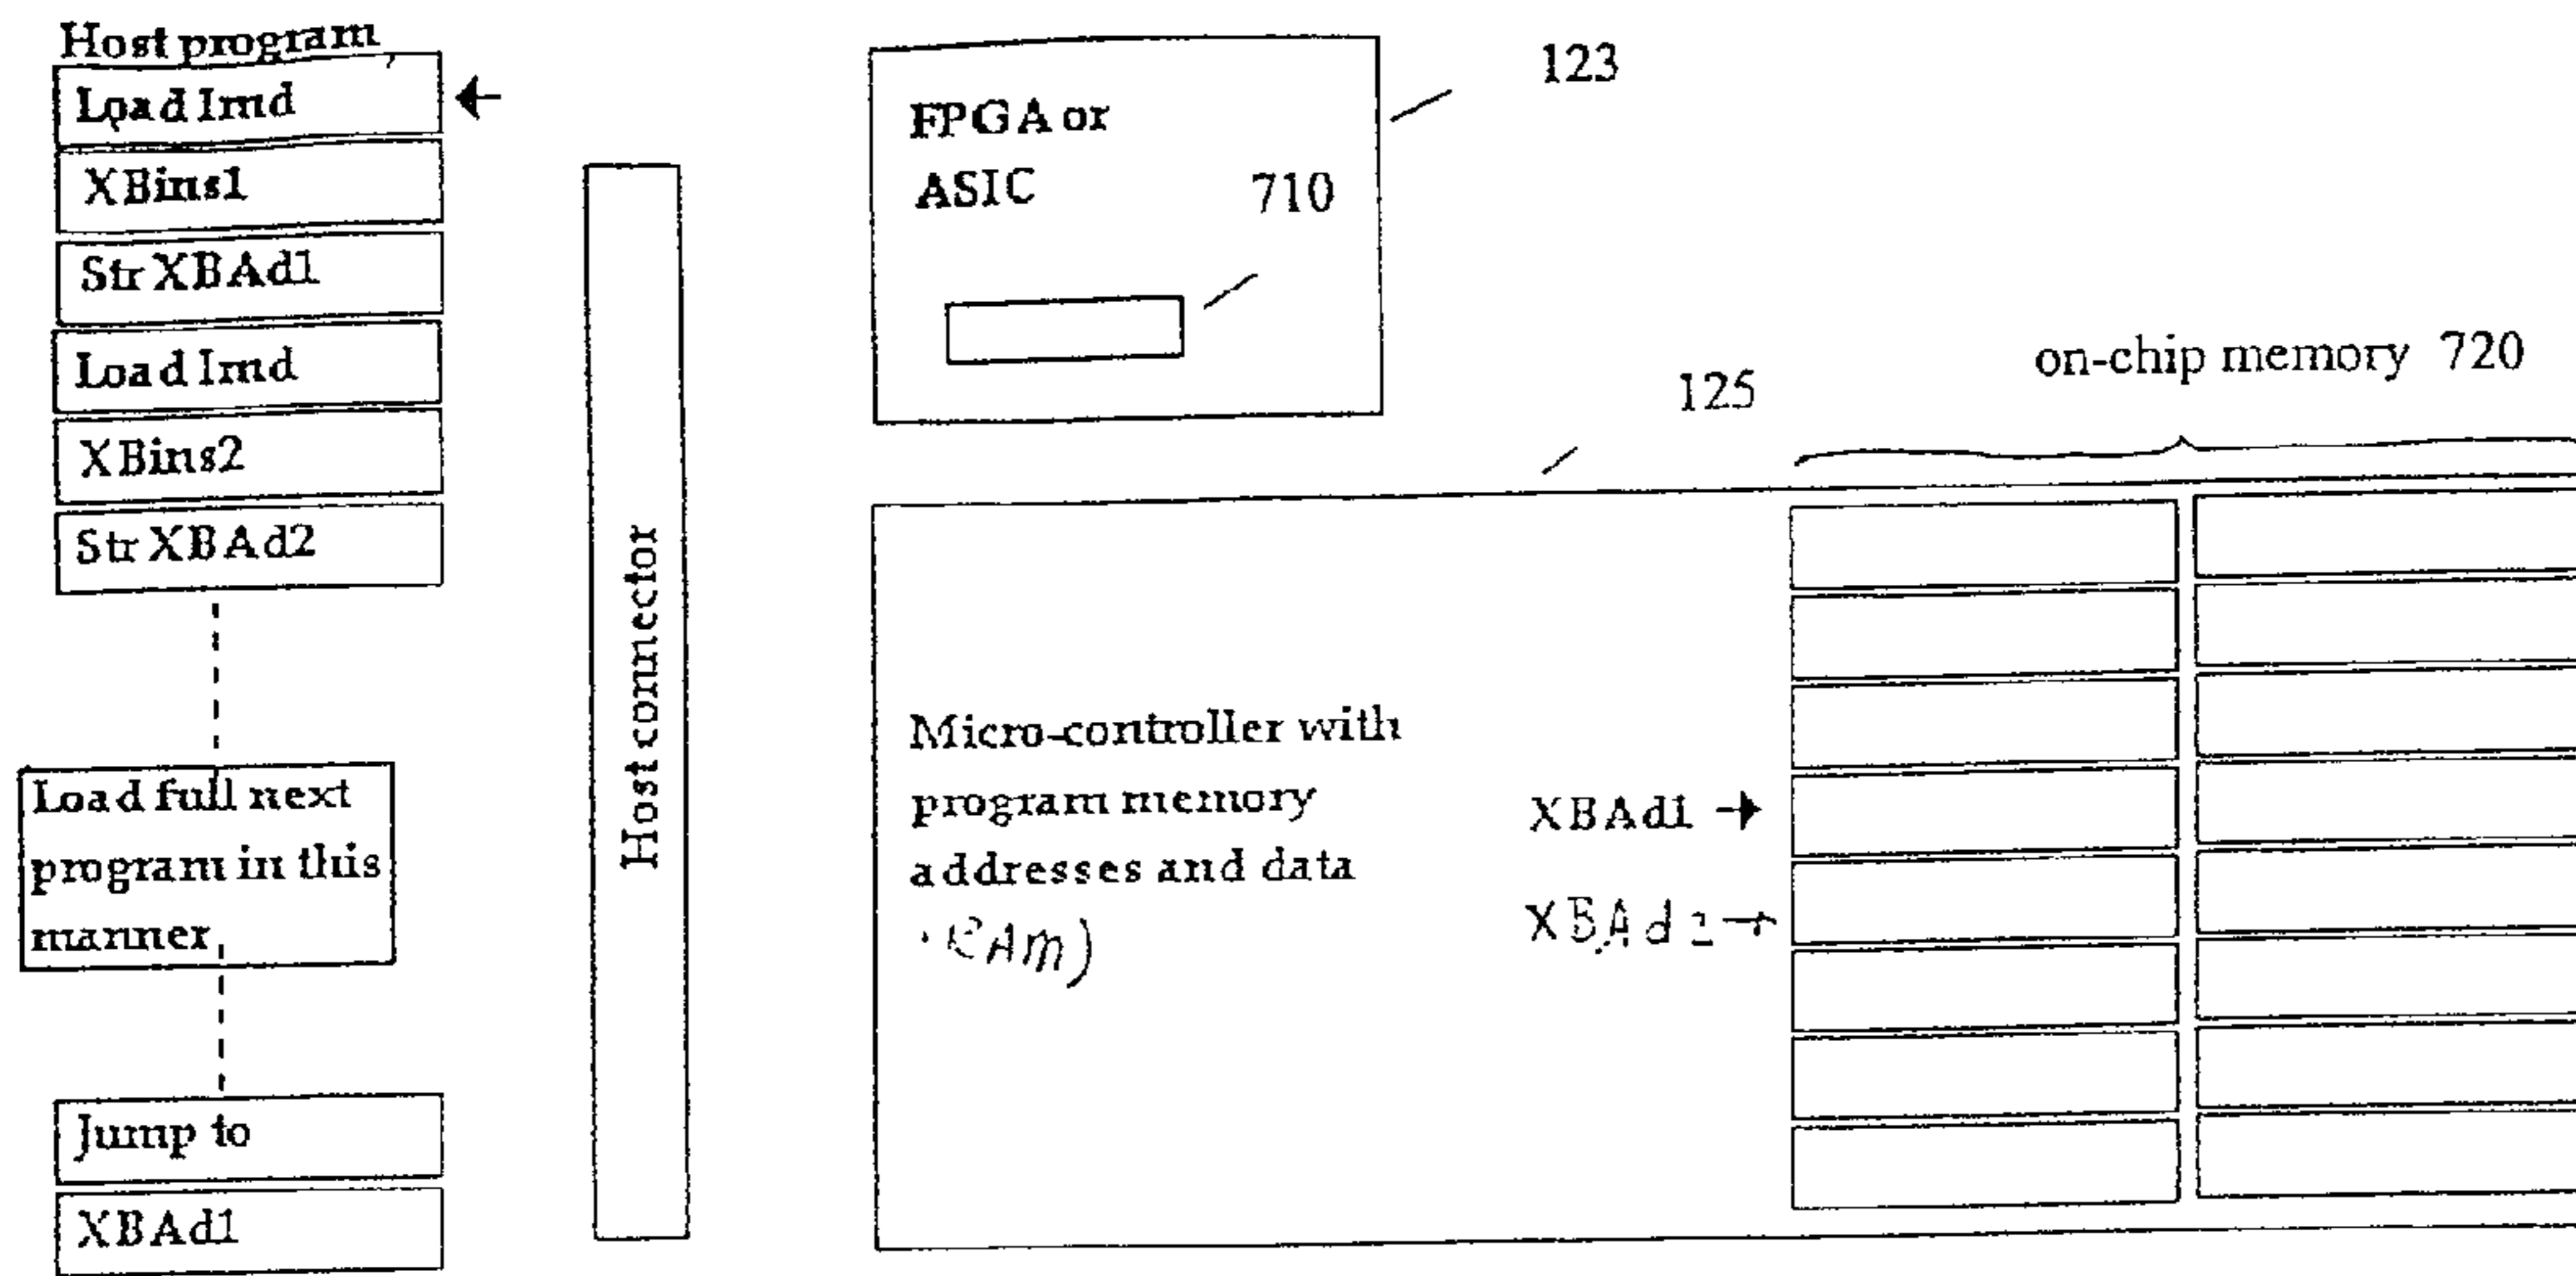 Host program
Load Imd
XBins1
Str XBAd1
Load Imd
XBins2
Str XBAd2
Load full next
program in this
manner
Jump to
XBAd1
Host connector
FPGA or
ASIC
710
123
125
on-chip memory 720
Micro-controller with
program memory
addresses and data
XBAd1
XBAd2